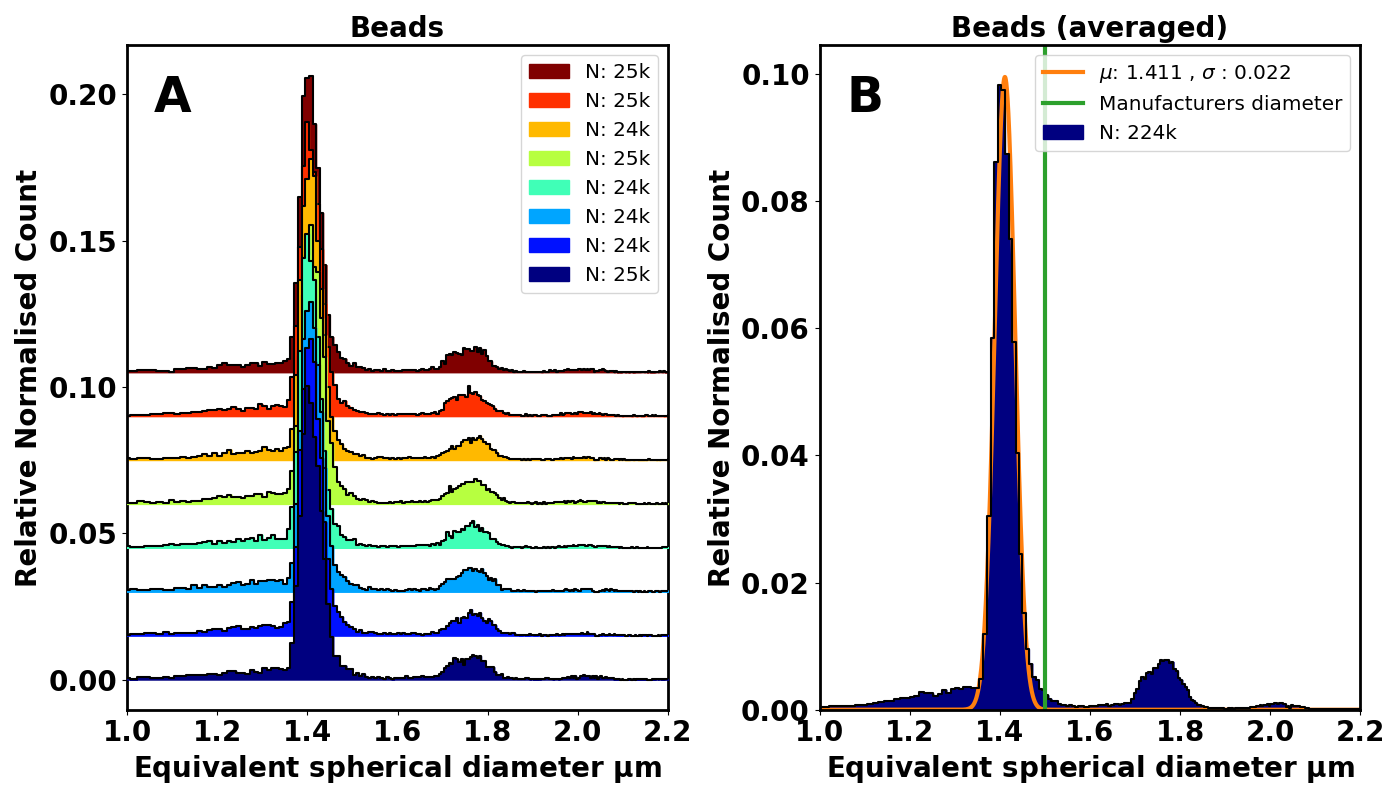 Beads
A
N: 25k
N: 25k
N: 24k
N: 25k
N: 24k
N: 24k
N: 24k
N: 25k
0.20
0.15
0.10
0.05
0.00
Relative Normalised Count
1.0 1.2 1.4 1.6 1.8 2.0 2.2
Equivalent spherical diameter μm
Beads (averaged)
B
μ: 1.411 , σ : 0.022
Manufacturers diameter
N: 224k
0.10
0.08
0.06
0.04
0.02
0.00
Relative Normalised Count
1.0 1.2 1.4 1.6 1.8 2.0 2.2
Equivalent spherical diameter μm